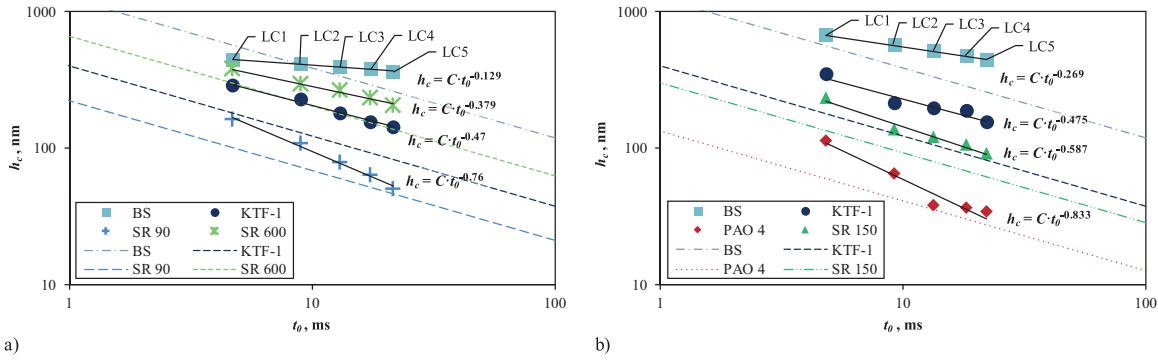 1000
100
10
h_c, nm
LC1
LC2
LC3
LC4
LC5
h_c = C·t_0^-0.129
h_c = C·t_0^-0.379
h_c = C·t_0^-0.47
h_c = C·t_0^-0.76
BS KTF-1
SR 90 SR 600
BS KTF-1
SR 90 SR 600
1 10 100
t_0, ms
a)
1000
100
10
h_c, nm
LC1
LC2
LC3
LC4
LC5
h_c = C·t_0^-0.269
h_c = C·t_0^-0.475
h_c = C·t_0^-0.587
h_c = C·t_0^-0.833
BS KTF-1
PAO 4 SR 150
BS KTF-1
PAO 4 SR 150
1 10 100
t_0, ms
b)